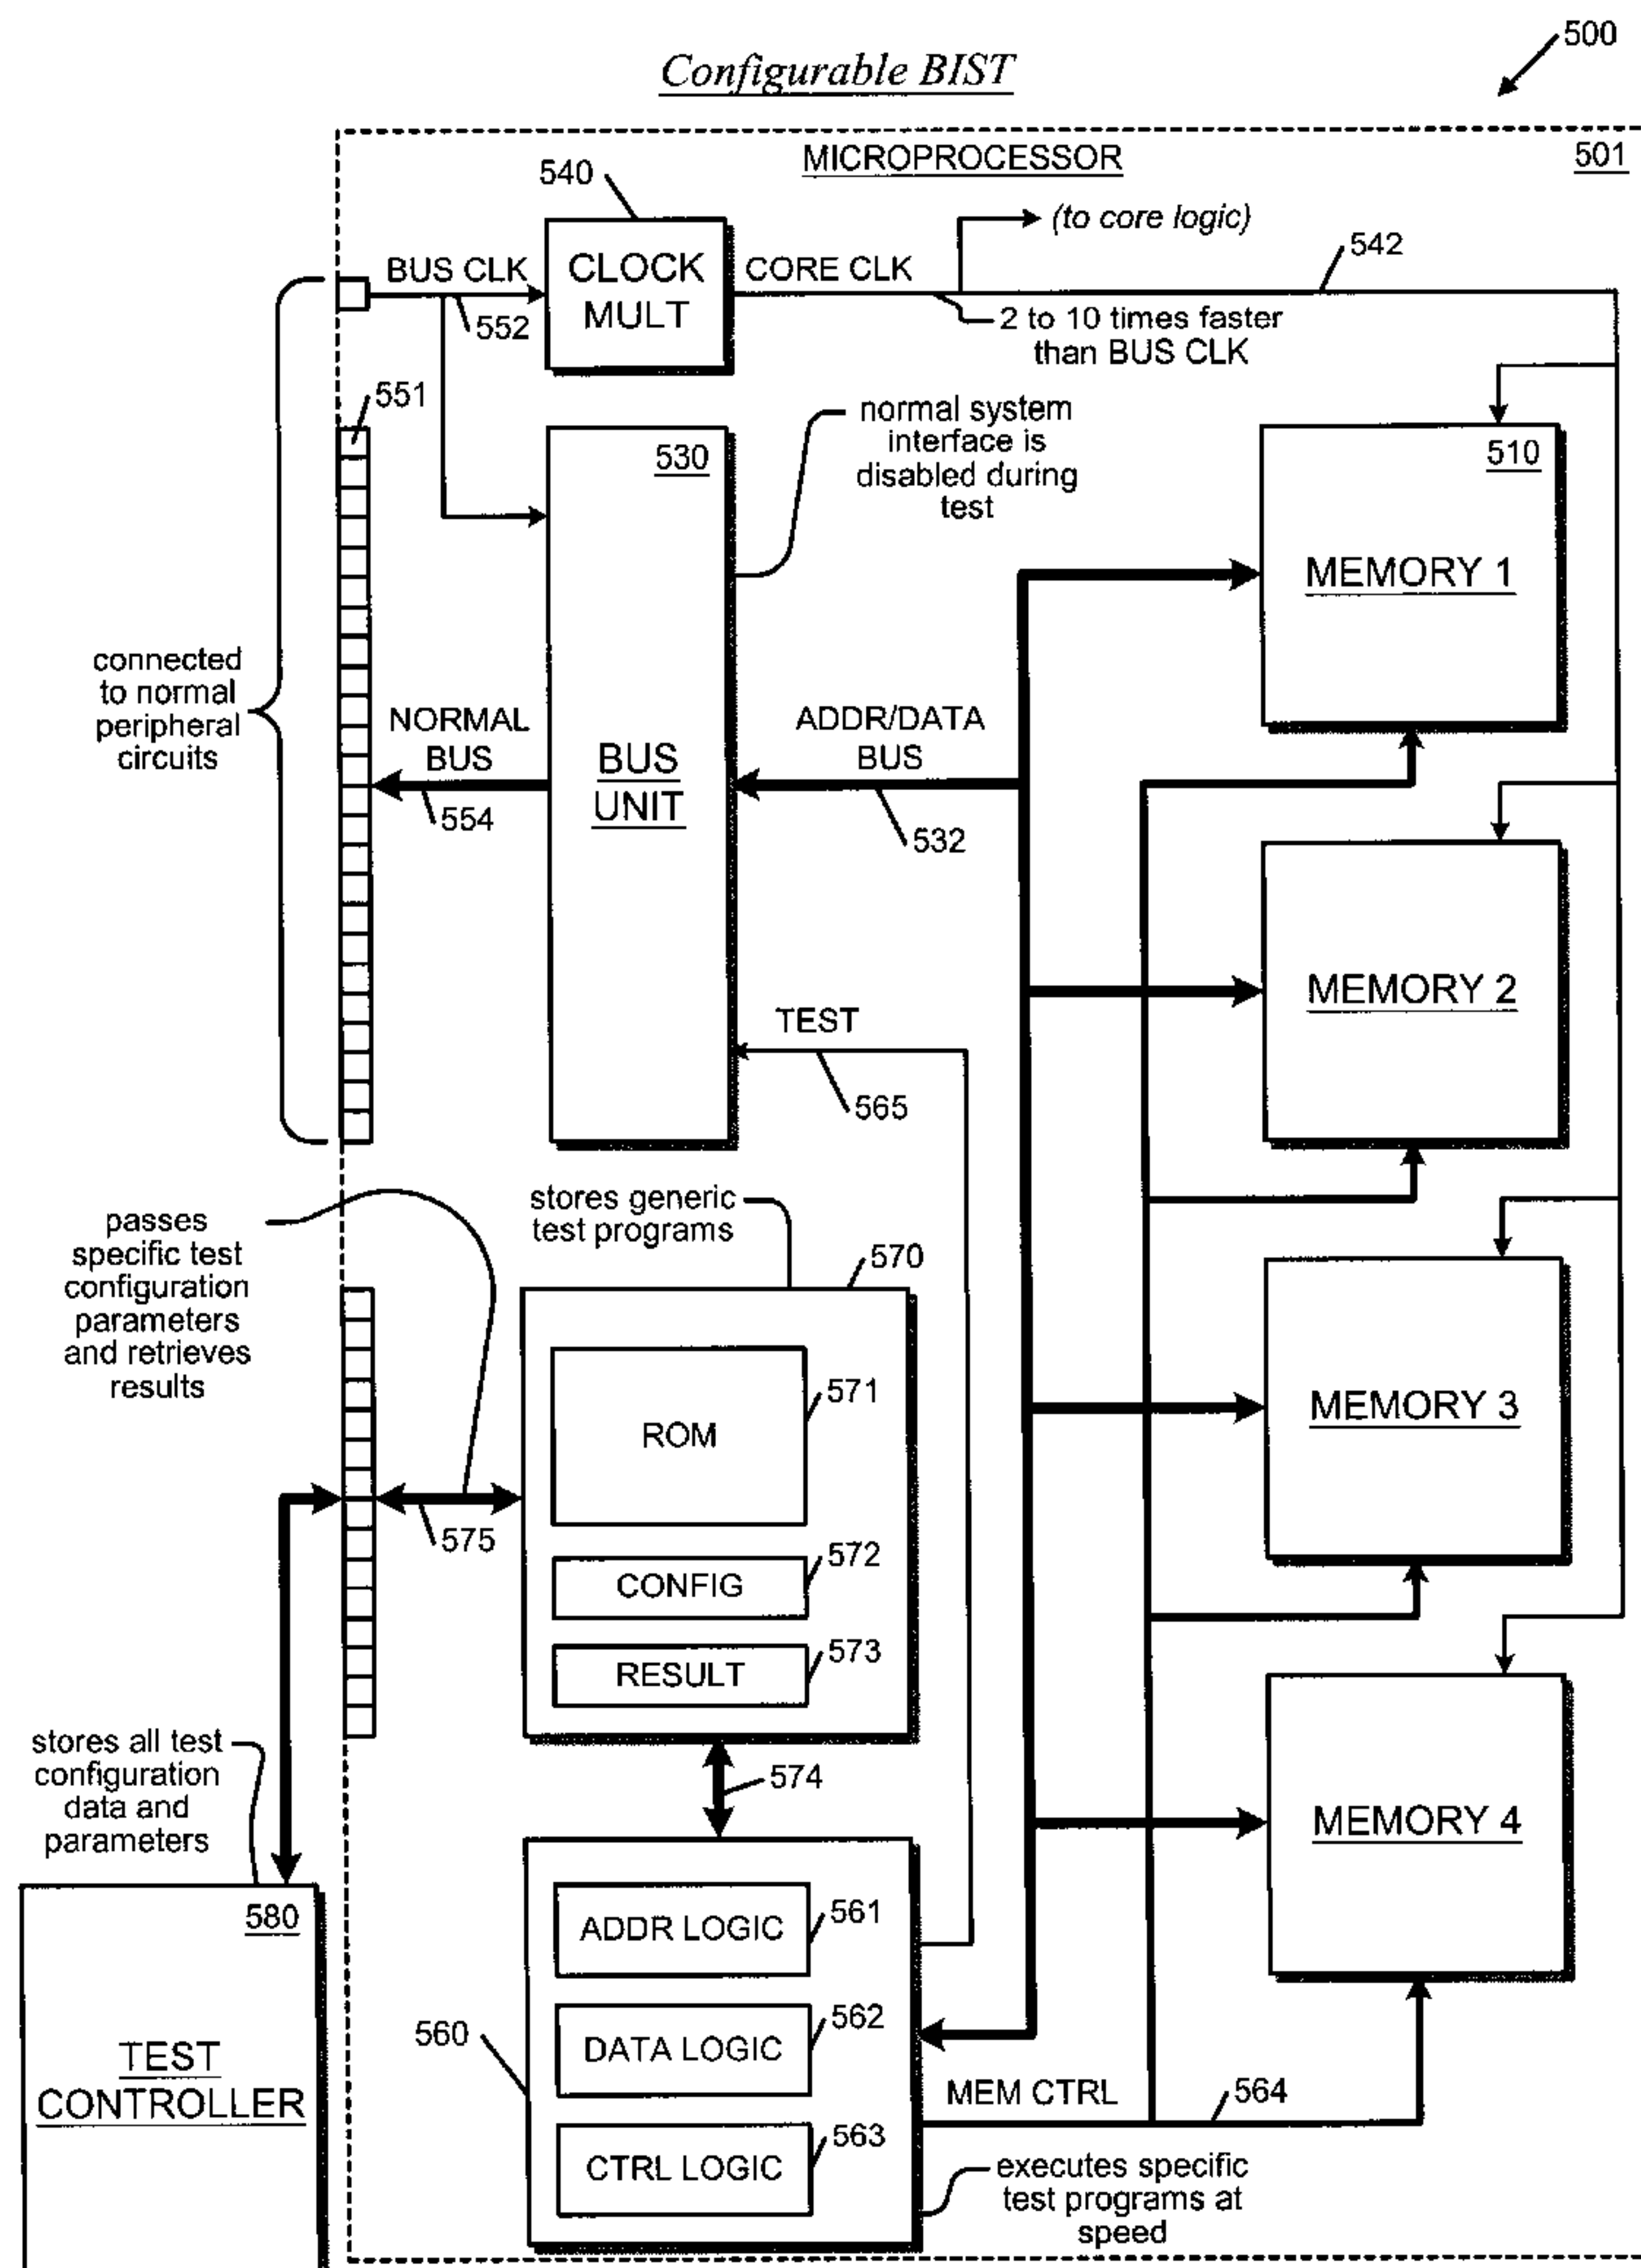 500
Configurable BIST
MICROPROCESSOR
501
540
(to core logic)
542
BUS CLK
CLOCK
MULT
CORE CLK
552
2 to 10 times faster
than BUS CLK
551
normal system
interface is
disabled during
test
530
510
MEMORY 1
connected
to normal
peripheral
circuits
NORMAL
BUS
554
BUS
UNIT
ADDR/DATA
BUS
532
MEMORY 2
TEST
565
passes
specific test
configuration
parameters
and retrieves
results
stores generic
test programs
570
ROM
571
MEMORY 3
575
CONFIG
572
RESULT
573
stores all test
configuration
data and
parameters
574
MEMORY 4
580
TEST
CONTROLLER
ADDR LOGIC
561
560
DATA LOGIC
562
MEM CTRL
564
CTRL LOGIC
563
executes specific
test programs at
speed